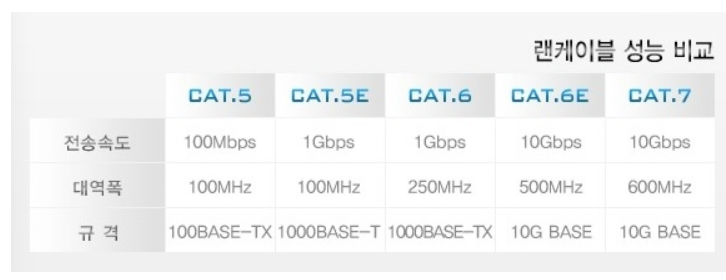 랜케이블 성능 비교
CAT.5 CAT.5E CAT.6 CAT.6E CAT.7
전송속도 100Mbps 1Gbps 1Gbps 10Gbps 10Gbps
대역폭 100MHz 100MHz 250MHz 500MHz 600MHz
규 격 100BASE-TX 1000BASE-T 1000BASE-TX 10G BASE 10G BASE